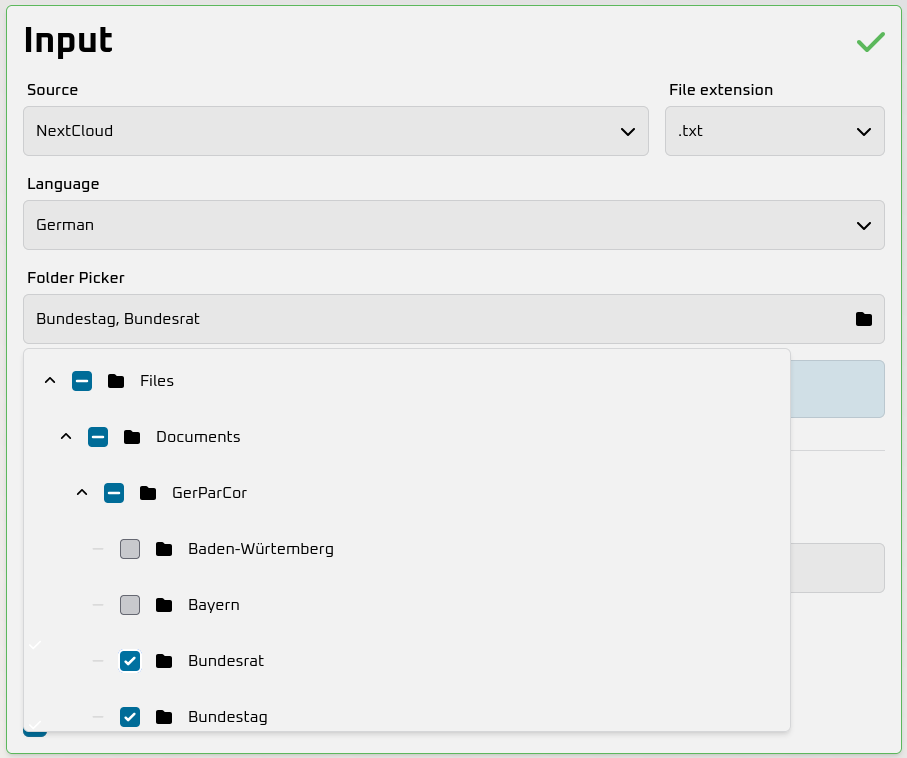 Input
Source
File extension
NextCloud
.txt
Language
German
Folder Picker
Bundestag, Bundesrat
Files
Documents
GerParCor
Baden-Würtemberg
Bayern
Bundesrat
Bundestag